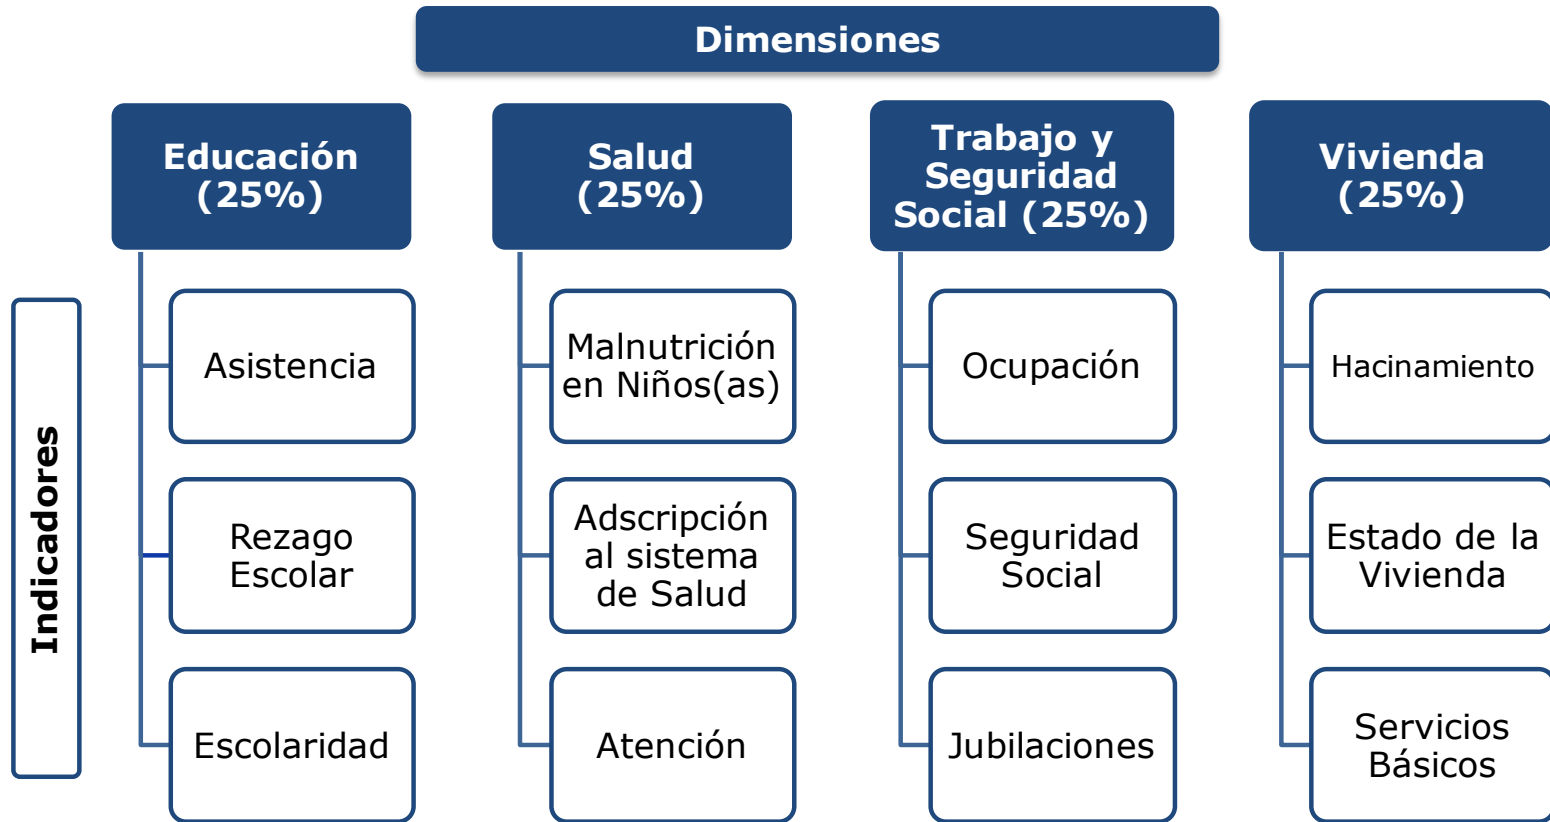 Dimensiones
Educación
(25%)
Salud
(25%)
Trabajo y
Seguridad
Social (25%)
Vivienda
(25%)
Indicadores
Asistencia
Malnutrición
en Niños(as)
Ocupación
Hacinamiento
Rezago
Escolar
Adscripción
al sistema
de Salud
Seguridad
Social
Estado de la
Vivienda
Escolaridad
Atención
Jubilaciones
Servicios
Básicos